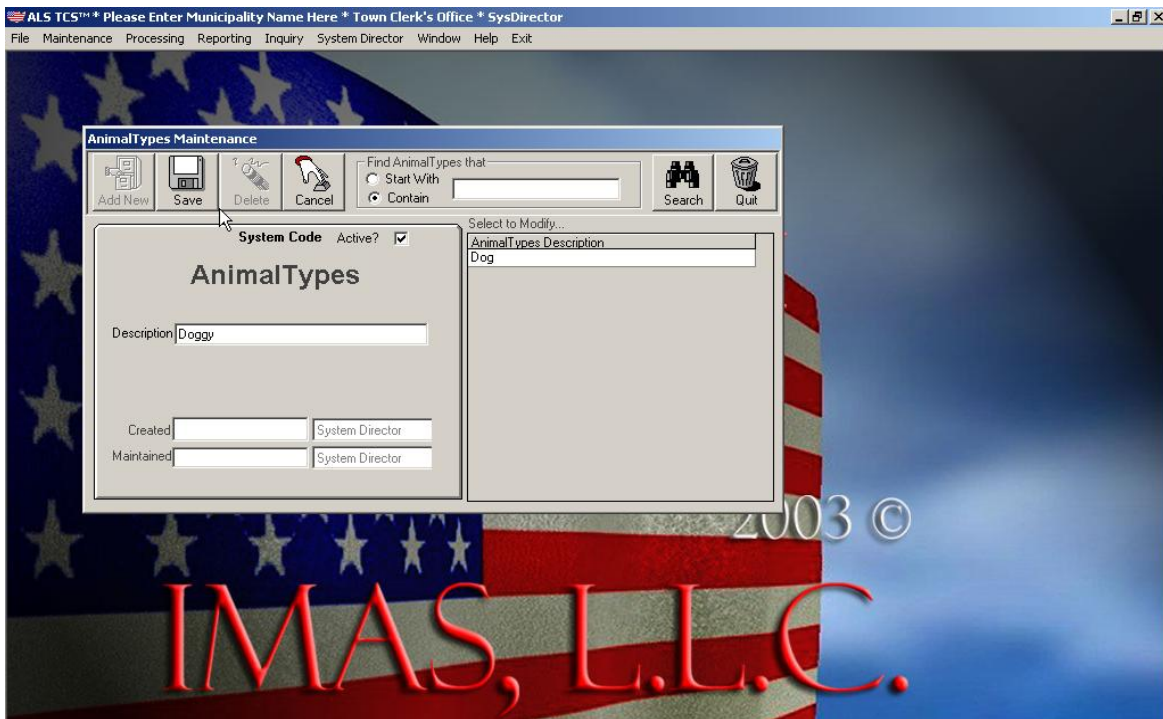 ALS TCS™ * Please Enter Municipality Name Here * Town Clerk's Office * SysDirector
File Maintenance Processing Reporting Inquiry System Director Window Help Exit
AnimalTypes Maintenance
Add New Save Delete Cancel
Find AnimalTypes that
Start With
Contain
Search Quit
System Code Active?
AnimalTypes
Description Doggy
Created System Director
Maintained System Director
Select to Modify...
AnimalTypes Description
Dog
2003 ©
IMAS, L.L.C.